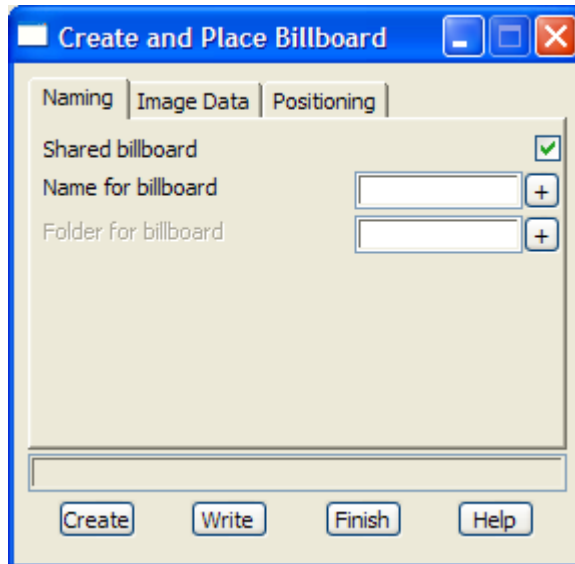 Create and Place Billboard
Naming Image Data Positioning
Shared billboard
Name for billboard +
Folder for billboard +
Create Write Finish Help